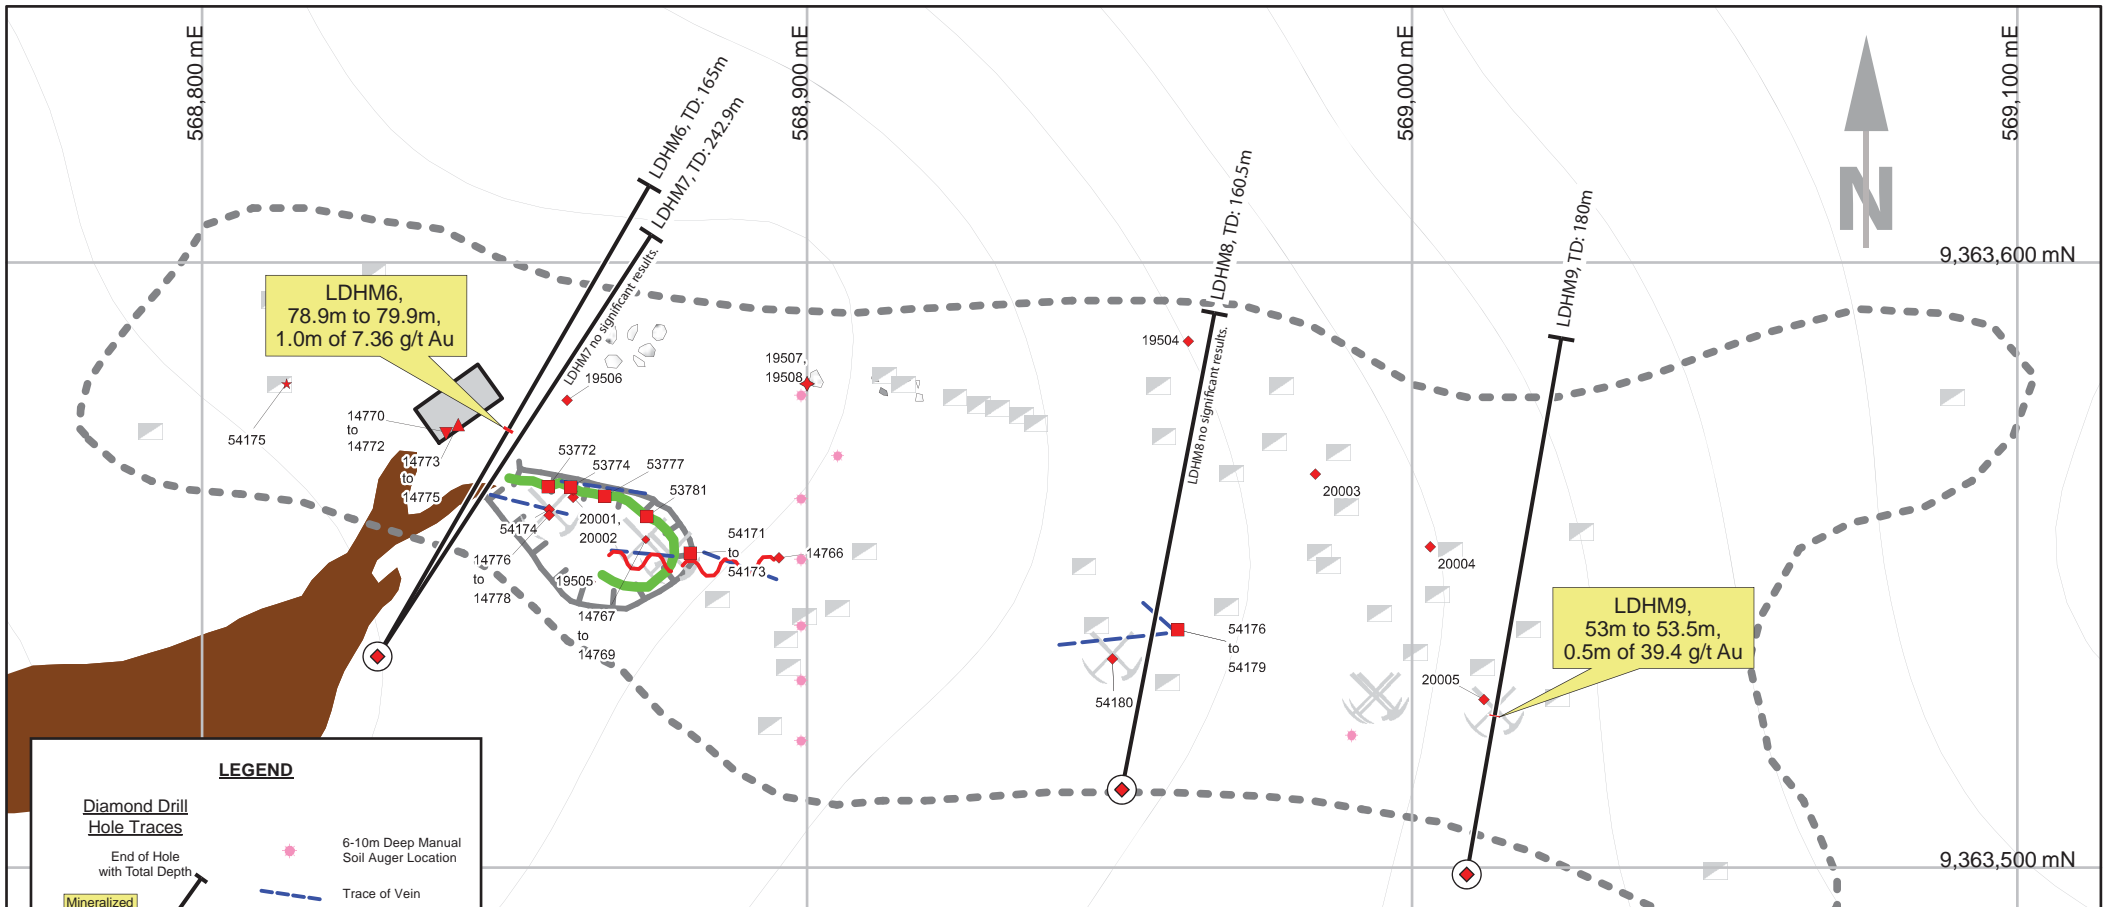 568,800 mE
568,900 mE
569,000 mE
569,100 mE
LDHM6, TD: 165m
LDHM7, TD: 242.9m
LDHM8, TD: 160.5m
LDHM9, TD: 180m
N
9,363,600 mN
LDHM6,
78.9m to 79.9m,
1.0m of 7.36 g/t Au
LDHM7 no significant results.
LDHM8 no significant results.
19504
19506
19507,
19508
54175
14770
to
14772
14773
to
14775
53772
53774
53777
53781
20003
54174
20001,
20002
54171
to
54173
14766
14776
to
14778
19505
14767
to
14769
20004
LDHM9,
53m to 53.5m,
0.5m of 39.4 g/t Au
54176
to
54179
54180
20005
9,363,500 mN
LEGEND
Diamond Drill
Hole Traces
End of Hole
with Total Depth
Mineralized
6-10m Deep Manual
Soil Auger Location
Trace of Vein